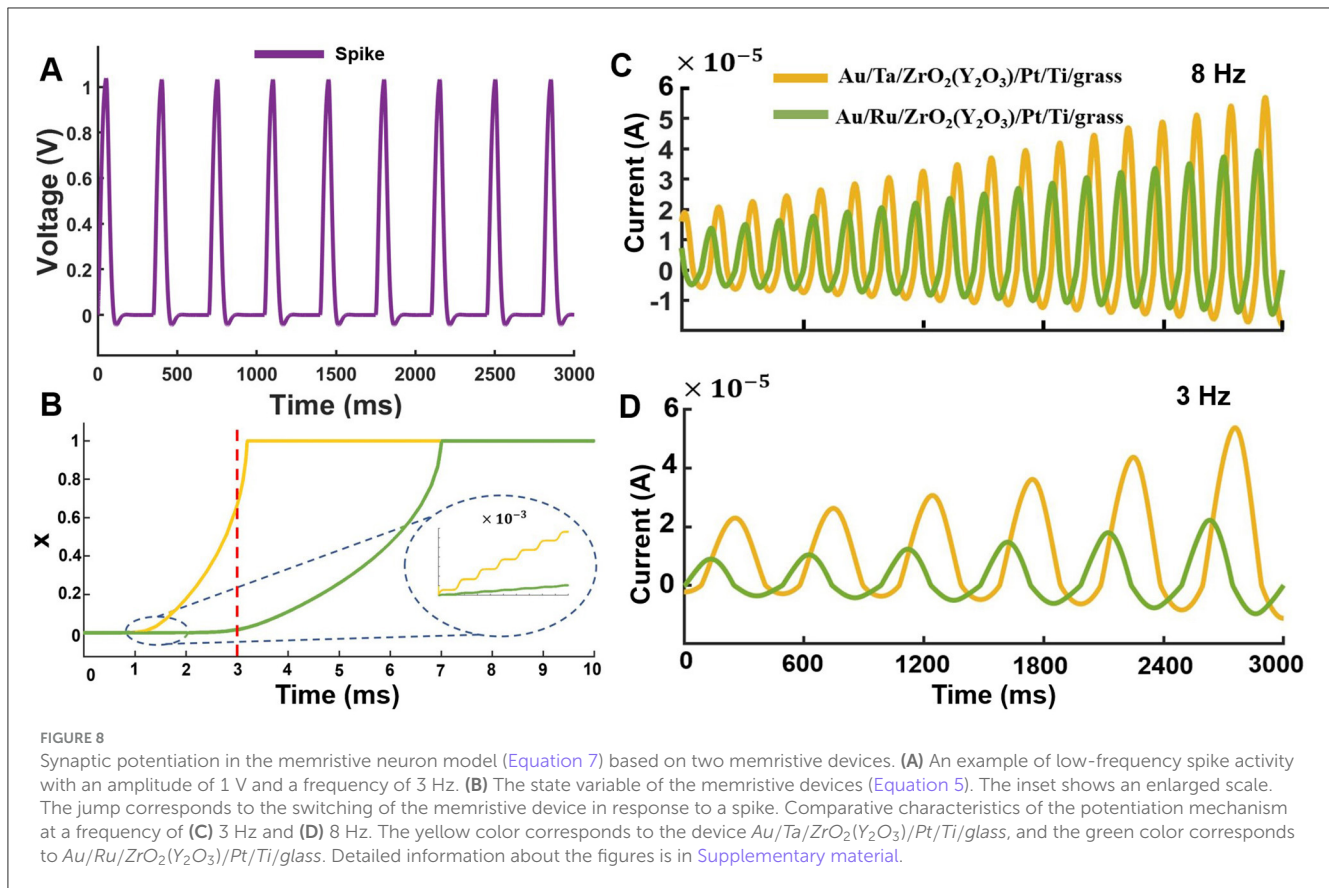 A
Spike
Voltage (V)
1
0.8
0.6
0.4
0.2
0
0 500 1000 1500 2000 2500 3000
Time (ms)
B
X
1
0.8
0.6
0.4
0.2
0
× 10⁻³
0 1 2 3 4 5 6 7 8 9 10
Time (ms)
C
× 10⁻⁵
8 Hz
Au/Ta/ZrO₂(Y₂O₃)/Pt/Ti/grass
Au/Ru/ZrO₂(Y₂O₃)/Pt/Ti/grass
Current (A)
6
5
4
3
2
1
0
-1
D
× 10⁻⁵
3 Hz
Current (A)
6
4
2
0
0 600 1200 1800 2400 3000
Time (ms)
FIGURE 8
Synaptic potentiation in the memristive neuron model (Equation 7) based on two memristive devices. (A) An example of low-frequency spike activity
with an amplitude of 1 V and a frequency of 3 Hz. (B) The state variable of the memristive devices (Equation 5). The inset shows an enlarged scale.
The jump corresponds to the switching of the memristive device in response to a spike. Comparative characteristics of the potentiation mechanism
at a frequency of (C) 3 Hz and (D) 8 Hz. The yellow color corresponds to the device Au/Ta/ZrO₂(Y₂O₃)/Pt/Ti/glass, and the green color corresponds
to Au/Ru/ZrO₂(Y₂O₃)/Pt/Ti/glass. Detailed information about the figures is in Supplementary material.